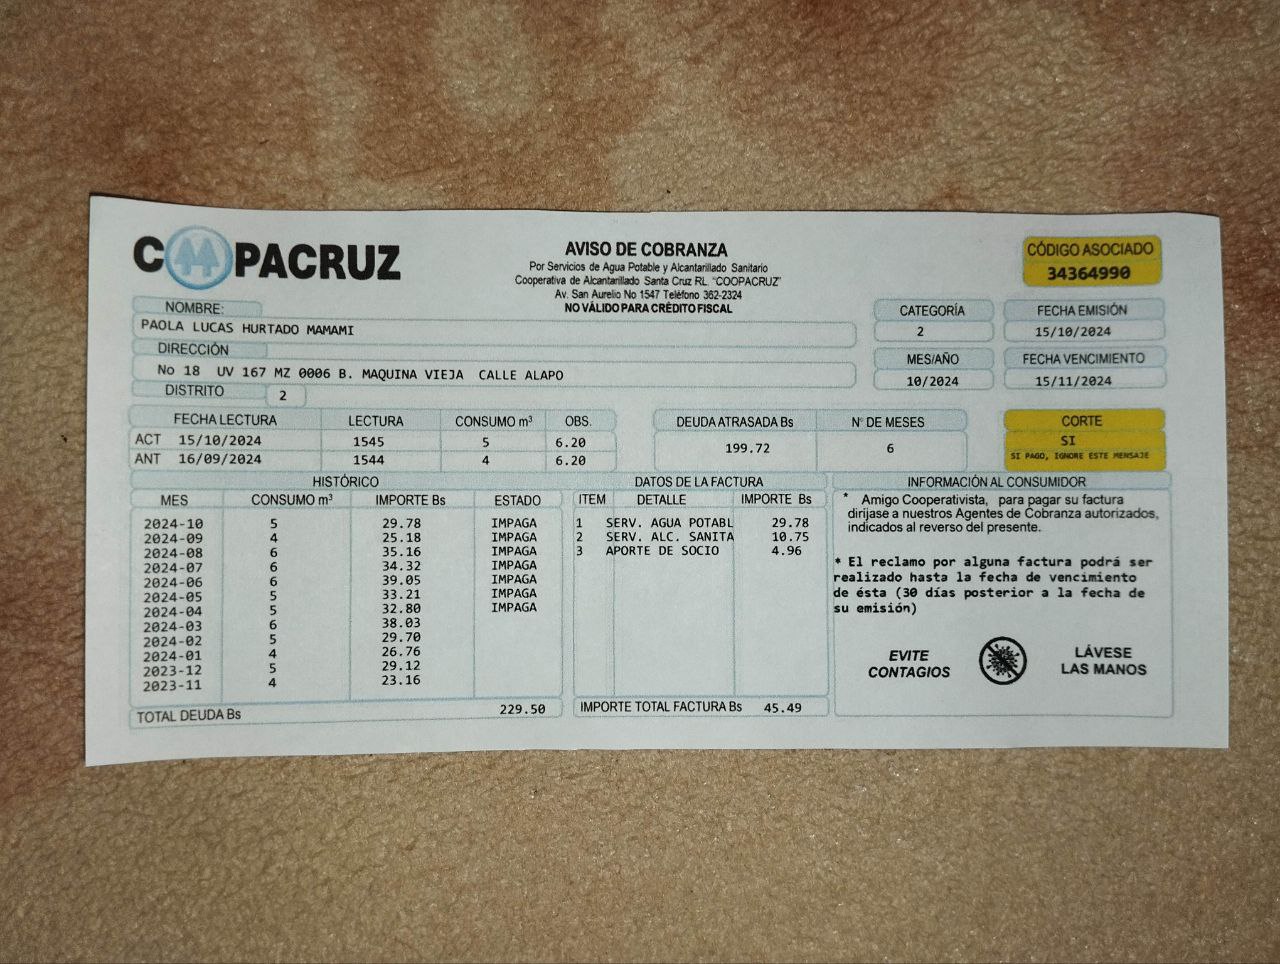 COOPACRUZ
AVISO DE COBRANZA
Por Servicios de Agua Potable y Alcantarillado Sanitario
Cooperativa de Alcantarillado Santa Cruz RL. "COOPACRUZ"
Av. San Aurelio No 1547 Teléfono 362-2324
NO VÁLIDO PARA CRÉDITO FISCAL
CÓDIGO ASOCIADO
34364990
NOMBRE:
PAOLA LUCAS HURTADO MAMAMI
DIRECCIÓN
No 18 UV 167 MZ 0006 B. MAQUINA VIEJA CALLE ALAPO
DISTRITO 2
CATEGORÍA FECHA EMISIÓN
2 15/10/2024
MES/AÑO FECHA VENCIMIENTO
10/2024 15/11/2024
FECHA LECTURA LECTURA CONSUMO m³ OBS.
ACT 15/10/2024 1545 5 6.20
ANT 16/09/2024 1544 4 6.20
DEUDA ATRASADA Bs N° DE MESES
199.72 6
CORTE
SI
SI PAGO, IGNORE ESTE MENSAJE
HISTÓRICO
MES CONSUMO m³ IMPORTE Bs ESTADO
2024-10 5 29.78 IMPAGA
2024-09 4 25.18 IMPAGA
2024-08 6 35.16 IMPAGA
2024-07 6 34.32 IMPAGA
2024-06 6 39.05 IMPAGA
2024-05 5 33.21 IMPAGA
2024-04 5 32.80 IMPAGA
2024-03 6 38.03
2024-02 5 29.70
2024-01 4 26.76
2023-12 5 29.12
2023-11 4 23.16
TOTAL DEUDA Bs 229.50
DATOS DE LA FACTURA
ITEM DETALLE IMPORTE Bs
1 SERV. AGUA POTABL 29.78
2 SERV. ALC. SANITA 10.75
3 APORTE DE SOCIO 4.96
IMPORTE TOTAL FACTURA Bs 45.49
INFORMACIÓN AL CONSUMIDOR
* Amigo Cooperativista, para pagar su factura
dirijase a nuestros Agentes de Cobranza autorizados,
indicados al reverso del presente.
* El reclamo por alguna factura podrá ser
realizado hasta la fecha de vencimiento
de ésta (30 días posterior a la fecha de
su emisión)
EVITE
CONTAGIOS
LÁVESE
LAS MANOS